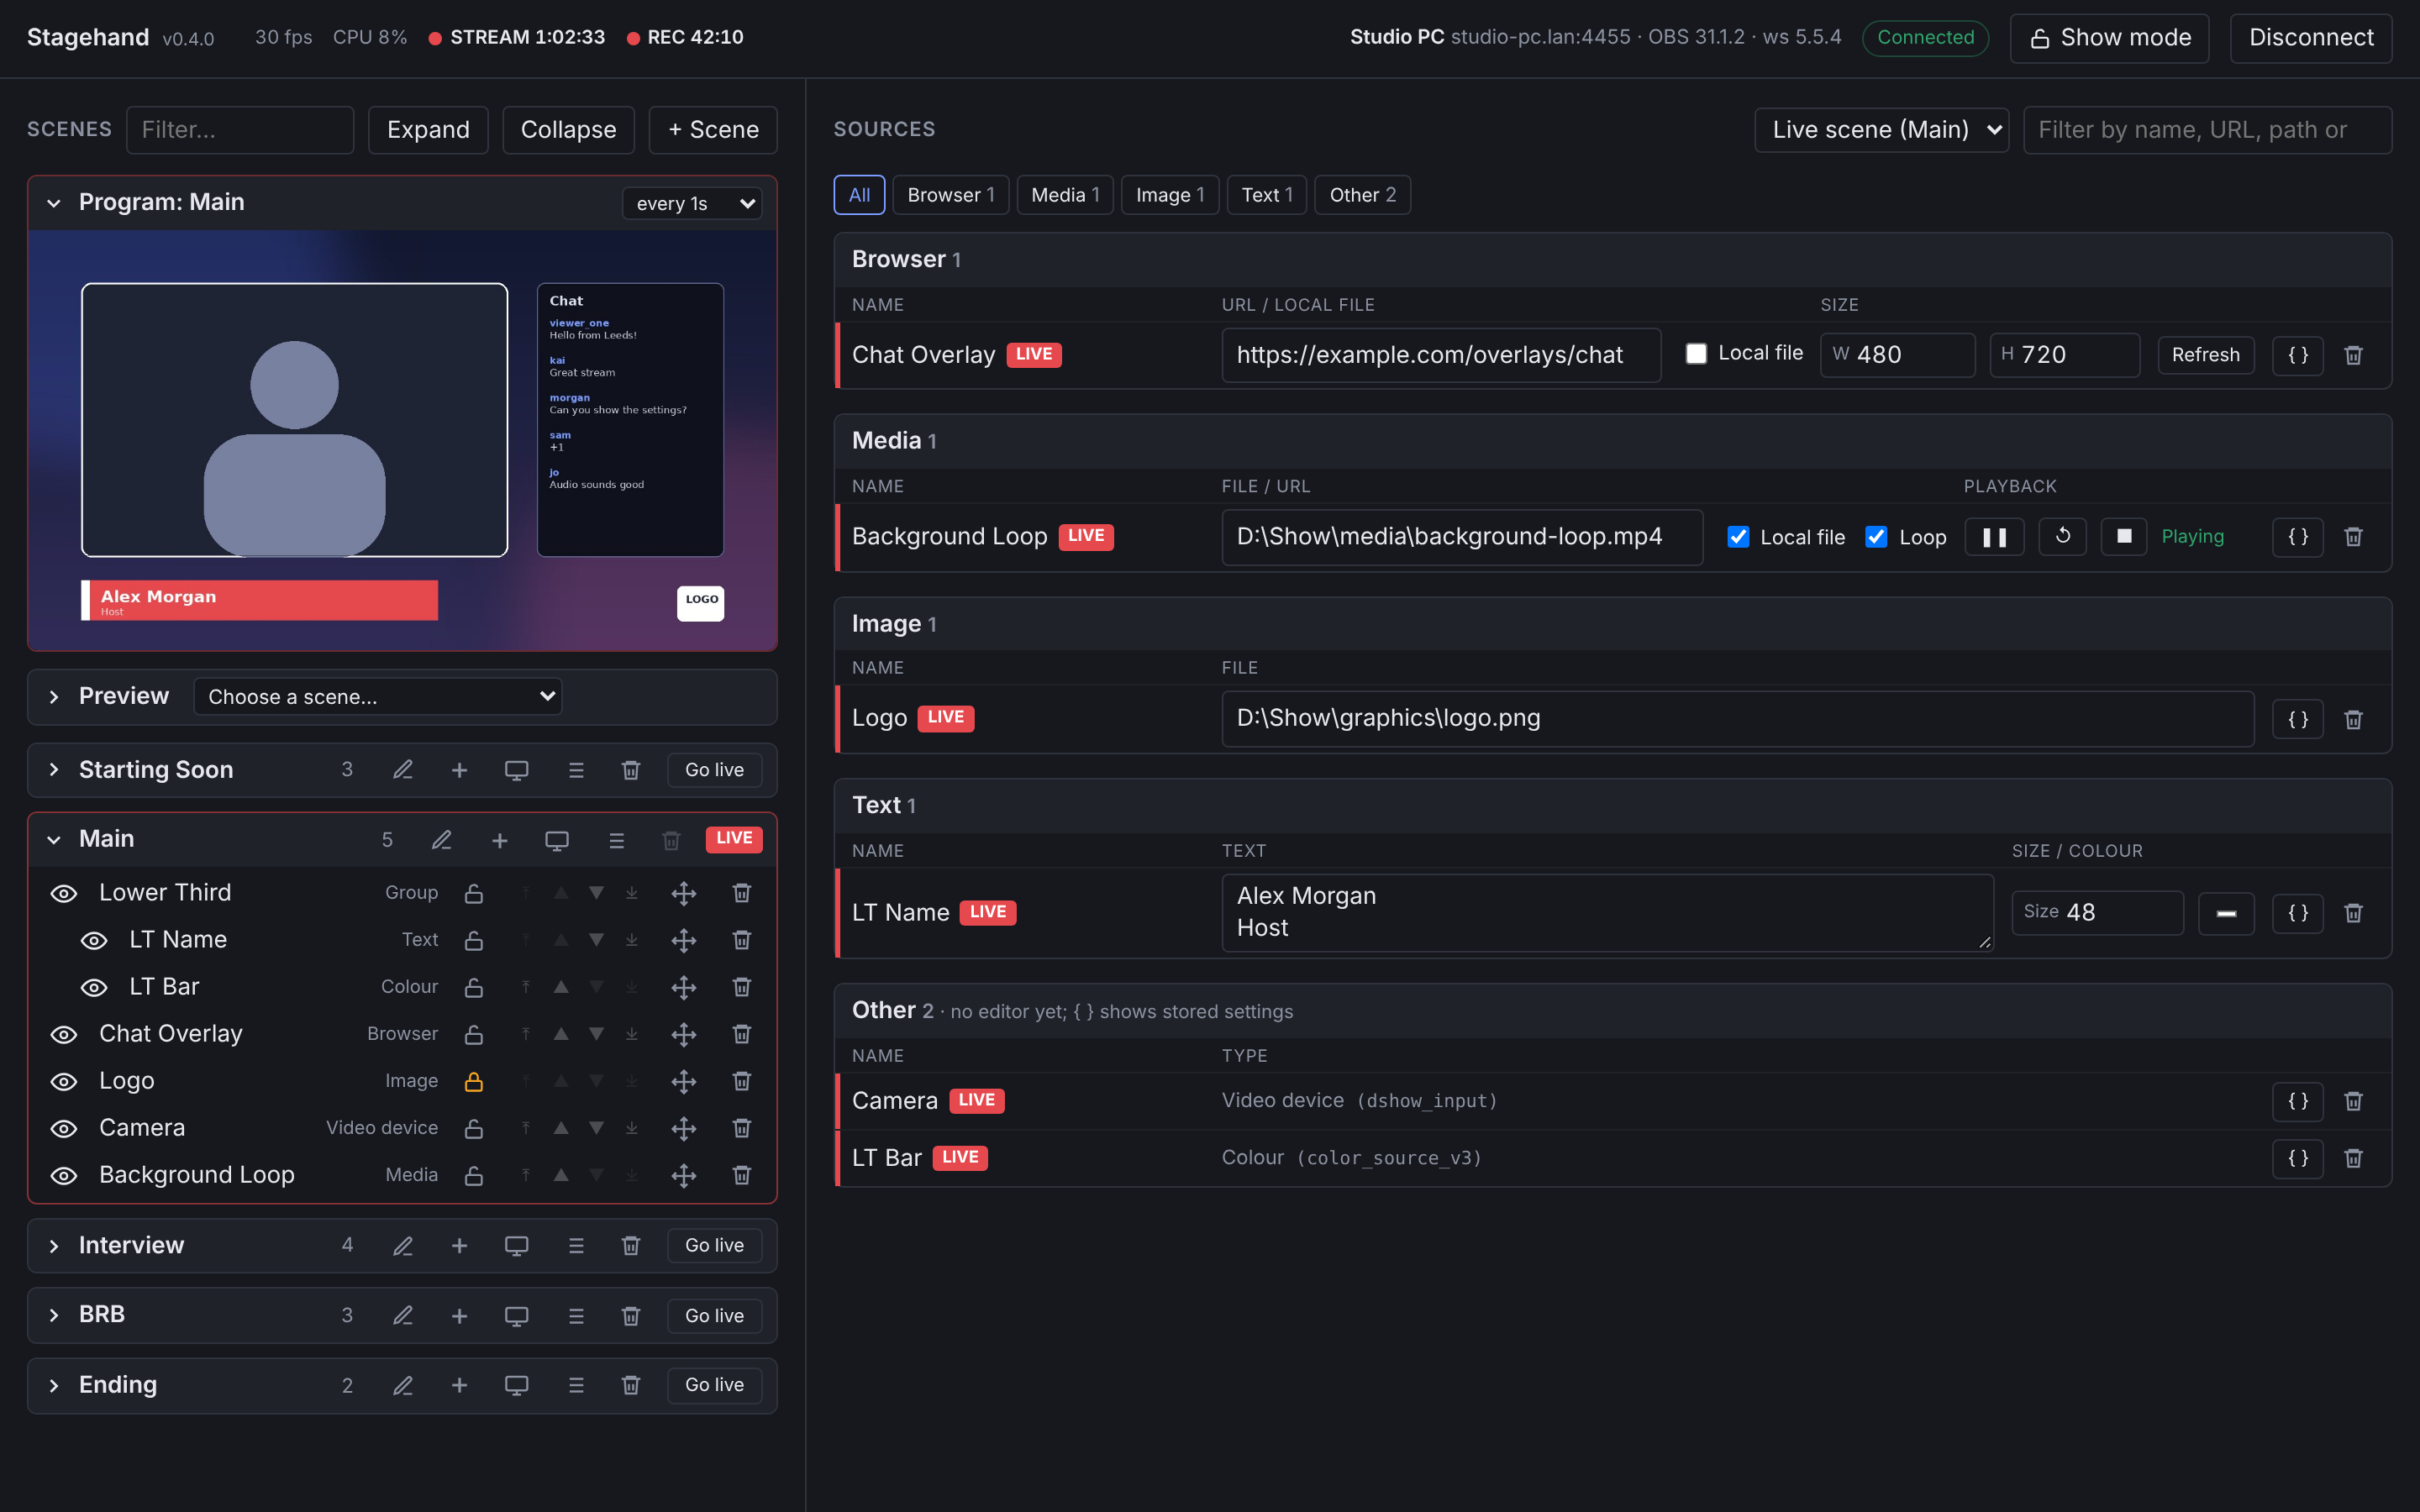 Stagehand v0.4.0 30 fps CPU 8% STREAM 1:02:33 REC 42:10
Studio PC studio-pc.lan:4455 · OBS 31.1.2 · ws 5.5.4 Connected Show mode Disconnect
SCENES Filter... Expand Collapse + Scene
Program: Main every 1s
Chat
viewer_one
Hello from Leeds!
kai
Great stream
morgan
Can you show the settings?
sam
+1
jo
Audio sounds good
Alex Morgan
Host
LOGO
Preview Choose a scene...
Starting Soon 3 Go live
Main 5 LIVE
Lower Third Group
LT Name Text
LT Bar Colour
Chat Overlay Browser
Logo Image
Camera Video device
Background Loop Media
Interview 4 Go live
BRB 3 Go live
Ending 2 Go live
SOURCES Live scene (Main) Filter by name, URL, path or
All Browser 1 Media 1 Image 1 Text 1 Other 2
Browser 1
NAME URL / LOCAL FILE SIZE
Chat Overlay LIVE https://example.com/overlays/chat Local file W 480 H 720 Refresh { }
Media 1
NAME FILE / URL PLAYBACK
Background Loop LIVE D:\Show\media\background-loop.mp4 Local file Loop Playing { }
Image 1
NAME FILE
Logo LIVE D:\Show\graphics\logo.png { }
Text 1
NAME TEXT SIZE / COLOUR
LT Name LIVE Alex Morgan Size 48 { }
Host
Other 2 · no editor yet; { } shows stored settings
NAME TYPE
Camera LIVE Video device (dshow_input) { }
LT Bar LIVE Colour (color_source_v3) { }